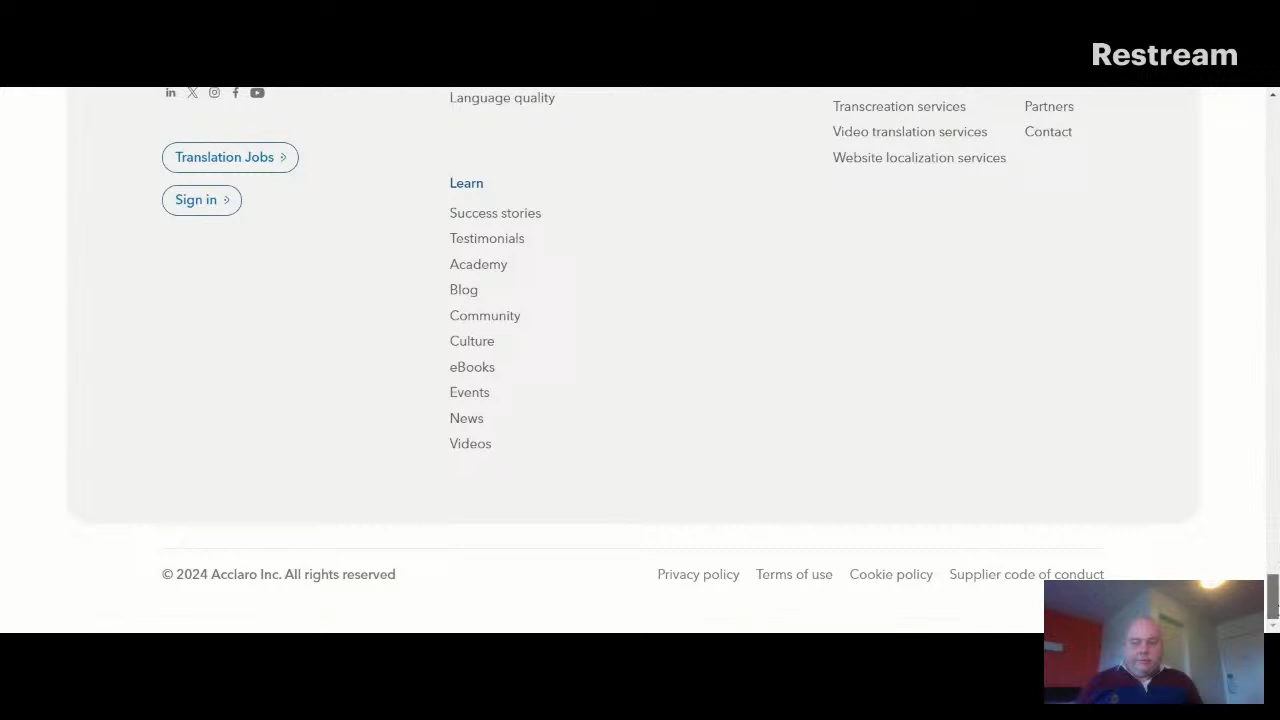 Restream
in
Language quality
Transcreation services
Partners
Translation Jobs
Video translation services
Contact
Website localization services
Learn
Sign in
Success stories
Testimonials
Academy
Blog
Community
Culture
eBooks
Events
News
Videos
© 2024 Acclaro Inc. All rights reserved
Privacy policy
Terms of use
Cookie policy
Supplier code of conduct